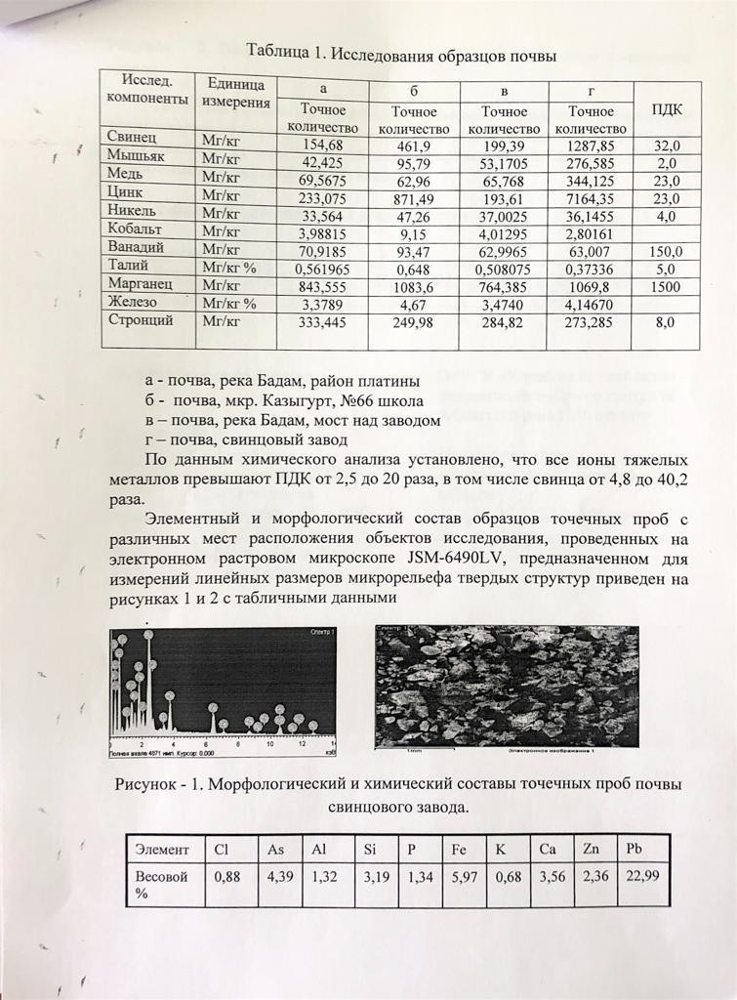 Таблица 1. Исследования образцов почвы
Исслед. компоненты | Единица измерения | а | б | в | г | ПДК
Точное количество | Точное количество | Точное количество | Точное количество
Свинец | Мг/кг | 154,68 | 461,9 | 199,39 | 1287,85 | 32,0
Мышьяк | Мг/кг | 42,425 | 95,79 | 53,1705 | 276,585 | 2,0
Медь | Мг/кг | 69,5675 | 62,96 | 65,768 | 344,125 | 23,0
Цинк | Мг/кг | 233,075 | 871,49 | 193,61 | 7164,35 | 23,0
Никель | Мг/кг | 33,564 | 47,26 | 37,0025 | 36,1455 | 4,0
Кобальт | Мг/кг | 3,98815 | 9,15 | 4,01295 | 2,80161
Ванадий | Мг/кг | 70,9185 | 93,47 | 62,9965 | 63,007 | 150,0
Талий | Мг/кг % | 0,561965 | 0,648 | 0,508075 | 0,37336 | 5,0
Марганец | Мг/кг | 843,555 | 1083,6 | 764,385 | 1069,8 | 1500
Железо | Мг/кг % | 3,3789 | 4,67 | 3,4740 | 4,14670
Стронций | Мг/кг | 333,445 | 249,98 | 284,82 | 273,285 | 8,0
а - почва, река Бадам, район платины
б - почва, мкр. Казыгурт, №66 школа
в – почва, река Бадам, мост над заводом
г – почва, свинцовый завод
По данным химического анализа установлено, что все ионы тяжелых
металлов превышают ПДК от 2,5 до 20 раза, в том числе свинца от 4,8 до 40,2
раза.
Элементный и морфологический состав образцов точечных проб с
различных мест расположения объектов исследования, проведенных на
электронном растровом микроскопе JSM-6490LV, предназначенном для
измерений линейных размеров микрорельефа твердых структур приведен на
рисунках 1 и 2 с табличными данными
Спектр 1
0 2 4 6 8 10 12 14
Полная шкала 4671 имп. Курсор: 0.000 кэВ
Спектр 1
1mm Электронное изображение 1
Рисунок - 1. Морфологический и химический составы точечных проб почвы
свинцового завода.
Элемент | Cl | As | Al | Si | P | Fe | K | Ca | Zn | Pb
Весовой % | 0,88 | 4,39 | 1,32 | 3,19 | 1,34 | 5,97 | 0,68 | 3,56 | 2,36 | 22,99